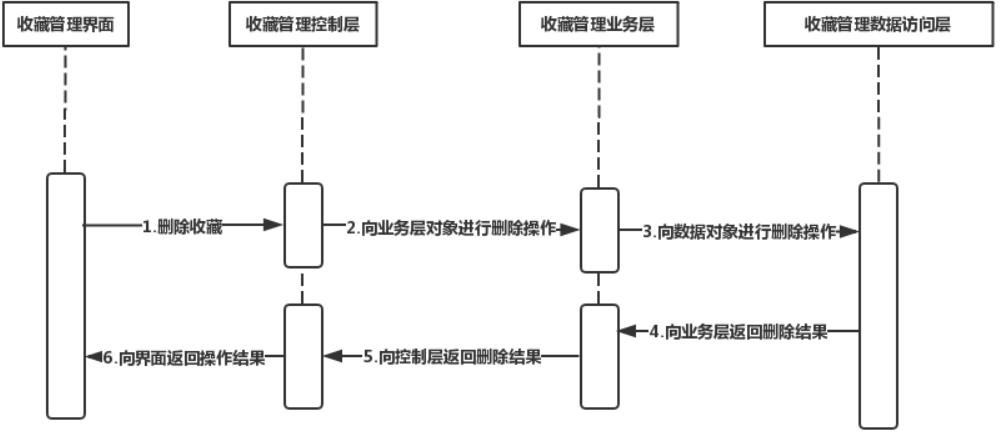 收藏管理界面
收藏管理控制层
收藏管理业务层
收藏管理数据访问层
1.删除收藏
2.向业务层对象进行删除操作
3.向数据对象进行删除操作
4.向业务层返回删除结果
5.向控制层返回删除结果
6.向界面返回操作结果